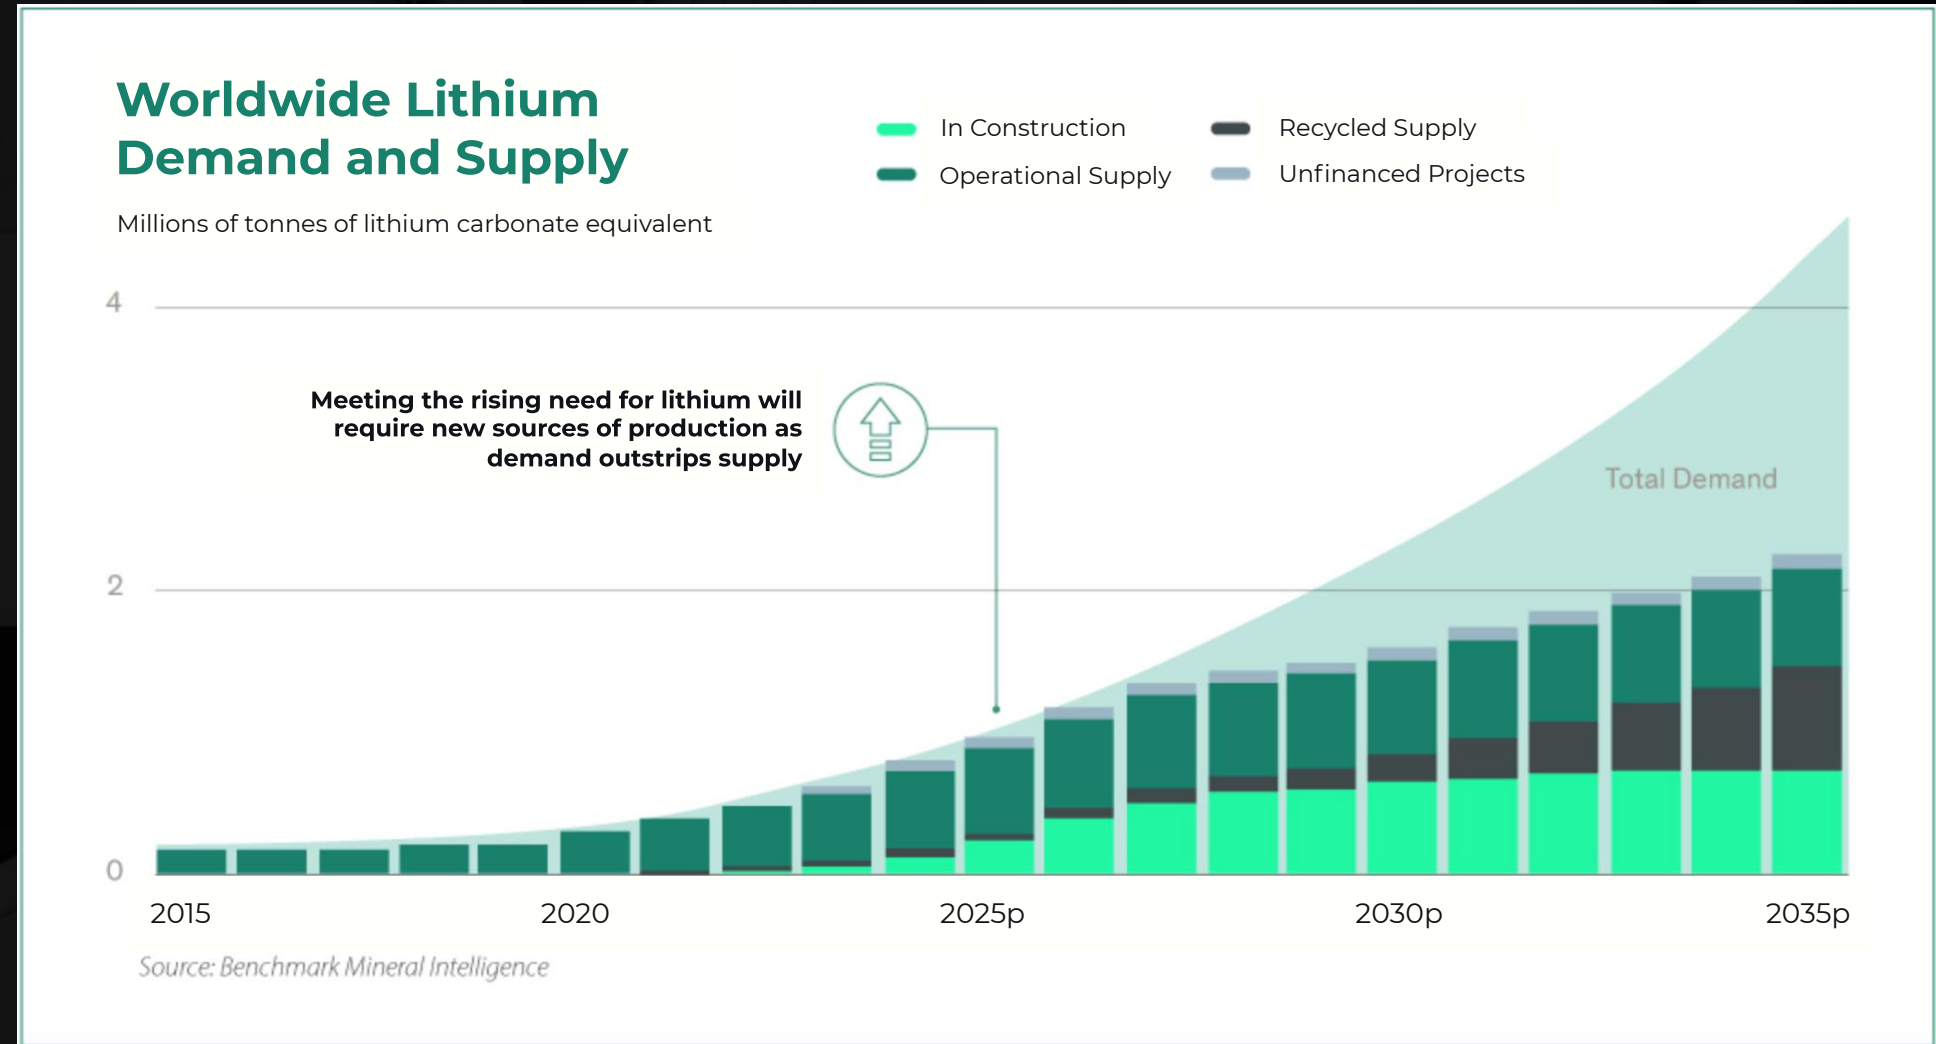 Worldwide Lithium
Demand and Supply
Millions of tonnes of lithium carbonate equivalent
In Construction
Operational Supply
Recycled Supply
Unfinanced Projects
4
Meeting the rising need for lithium will
require new sources of production as
demand outstrips supply
Total Demand
2
0
2015 2020 2025p 2030p 2035p
Source: Benchmark Mineral Intelligence